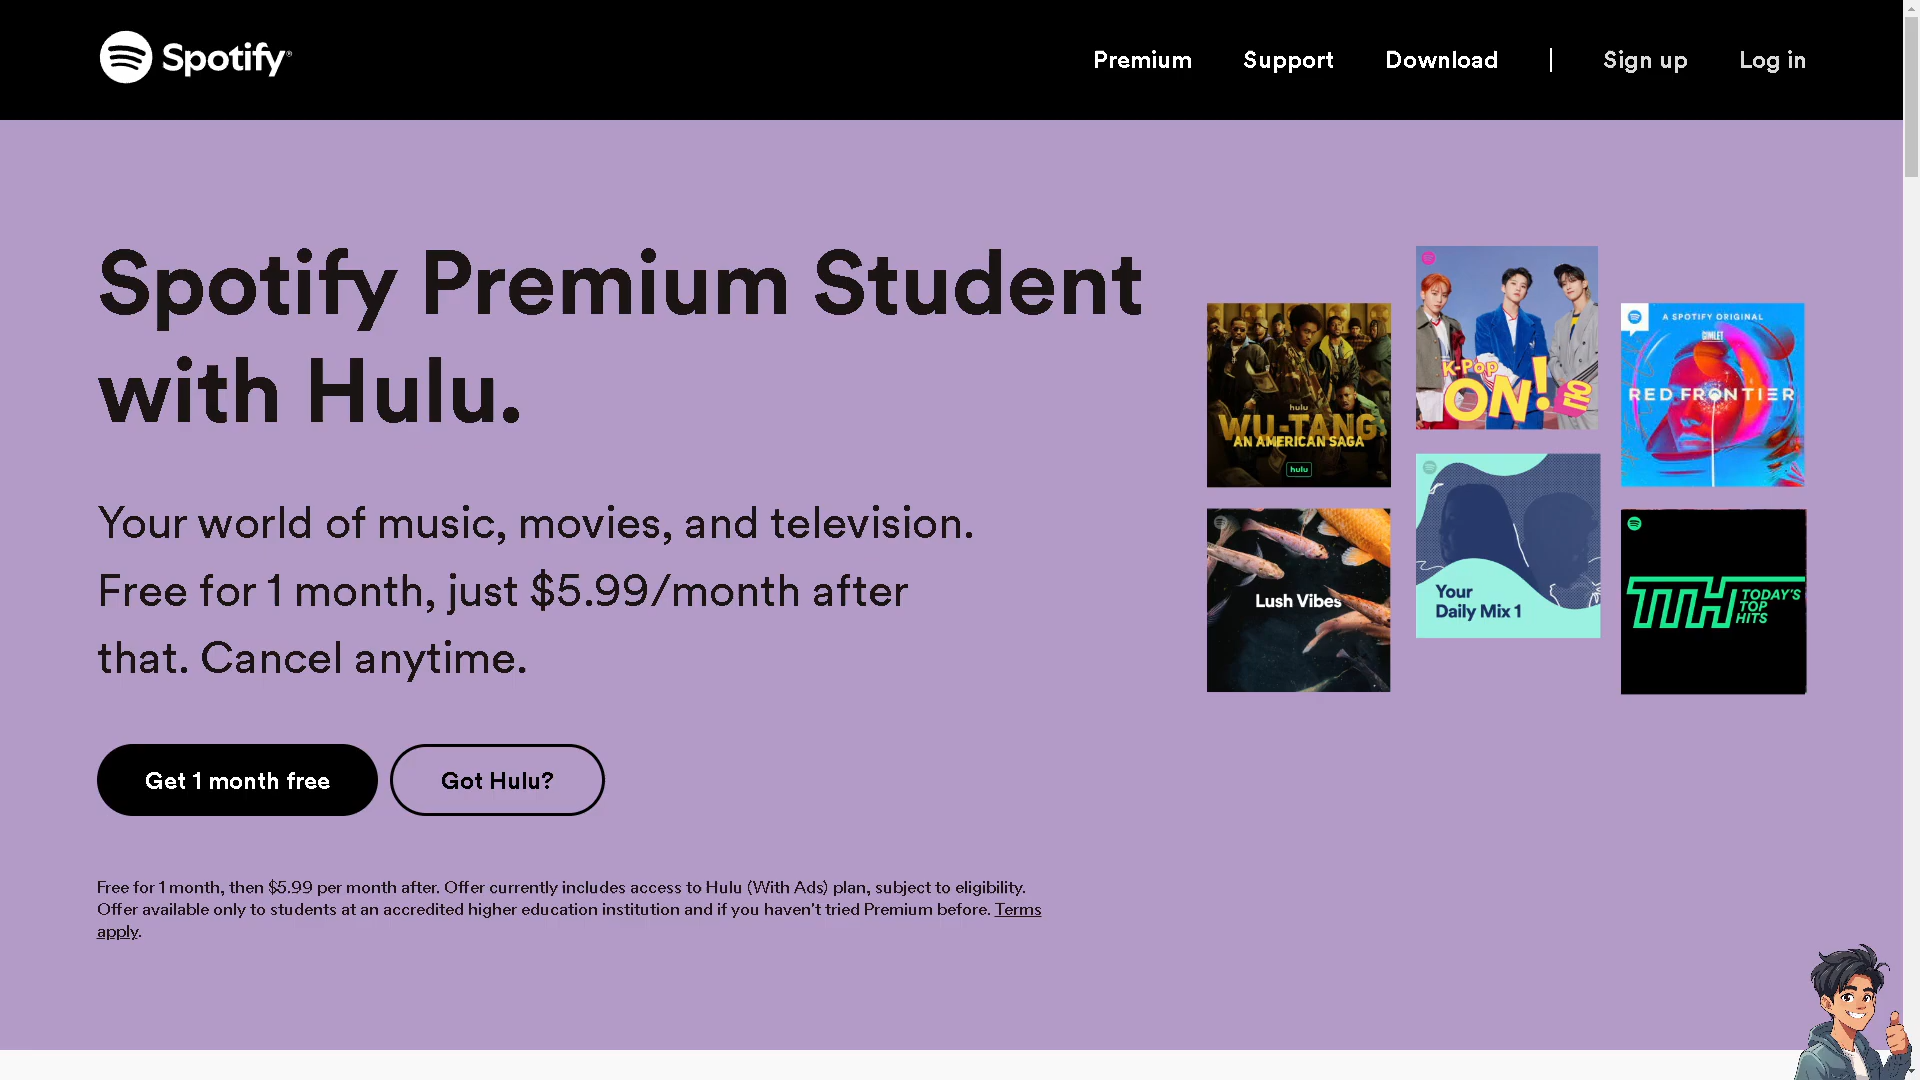 Spotify®
Premium
Support
Download
Sign up
Log in
Spotify Premium Student
with Hulu.
Your world of music, movies, and television.
Free for 1 month, just $5.99/month after
that. Cancel anytime.
Get 1 month free
Got Hulu?
Free for 1 month, then $5.99 per month after. Offer currently includes access to Hulu (With Ads) plan, subject to eligibility.
Offer available only to students at an accredited higher education institution and if you haven't tried Premium before. Terms
apply.
hulu
WU-TANG
AN AMERICAN SAGA
hulu
K-Pop
ON!
A SPOTIFY ORIGINAL
GIMLET
RED FRONTIER
Lush Vibes
Your
Daily Mix 1
TTH
TODAY'S
TOP
HITS